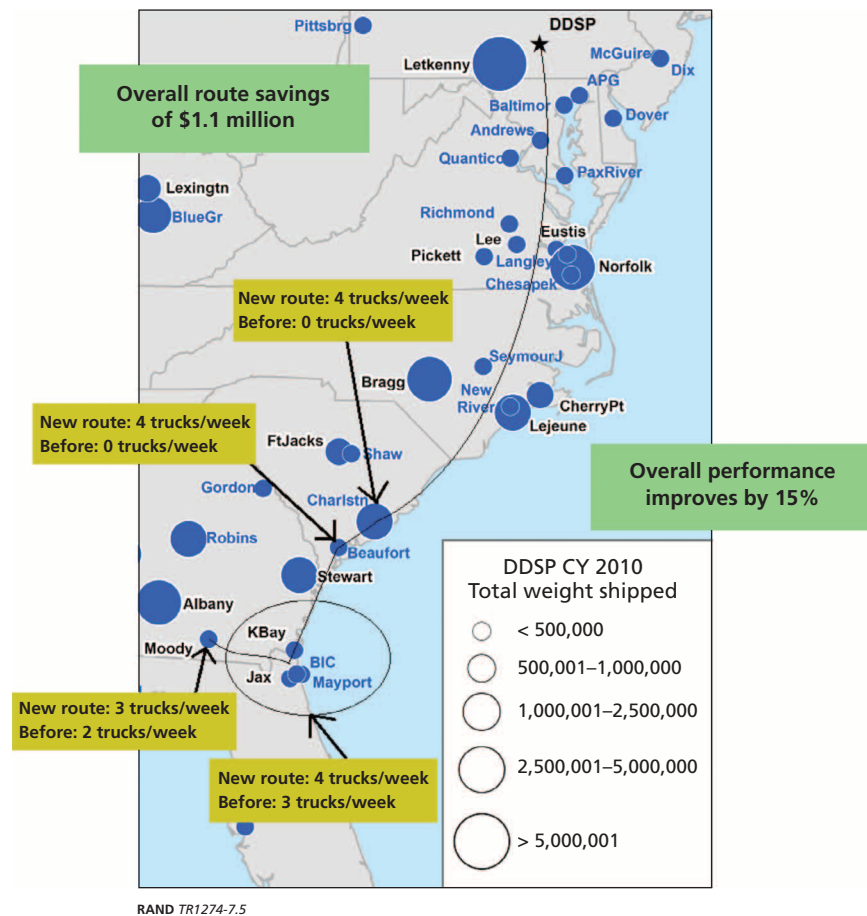 Pittsbrg
DDSP
McGuire
Letkenny
Dix
APG
Overall route savings
of $1.1 million
Baltimor
Dover
Andrews
Quantico
PaxRiver
Lexingtn
BlueGr
Richmond
Eustis
Lee
Pickett
Langley
Norfolk
Chesapek
New route: 4 trucks/week
Before: 0 trucks/week
SeymourJ
Bragg
New
River
CherryPt
Lejeune
New route: 4 trucks/week
Before: 0 trucks/week
FtJacks
Shaw
Overall performance
improves by 15%
Gordon
Charlstn
Robins
Beaufort
Stewart
Albany
DDSP CY 2010
Total weight shipped
< 500,000
500,001–1,000,000
1,000,001–2,500,000
2,500,001–5,000,000
> 5,000,001
KBay
Moody
BIC
Jax
Mayport
New route: 3 trucks/week
Before: 2 trucks/week
New route: 4 trucks/week
Before: 3 trucks/week
RAND TR1274-7.5